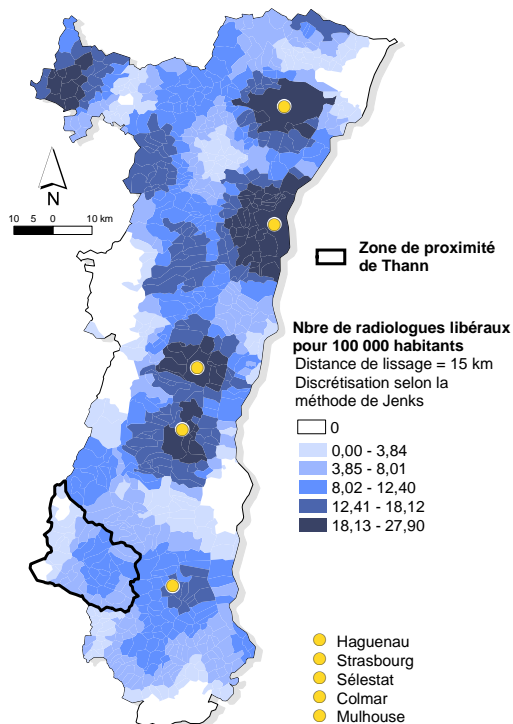 N
10 5 0 10 km
Zone de proximité
de Thann
Nbre de radiologues libéraux
pour 100 000 habitants
Distance de lissage = 15 km
Discrétisation selon la
méthode de Jenks
0
0,00 - 3,84
3,85 - 8,01
8,02 - 12,40
12,41 - 18,12
18,13 - 27,90
Haguenau
Strasbourg
Sélestat
Colmar
Mulhouse